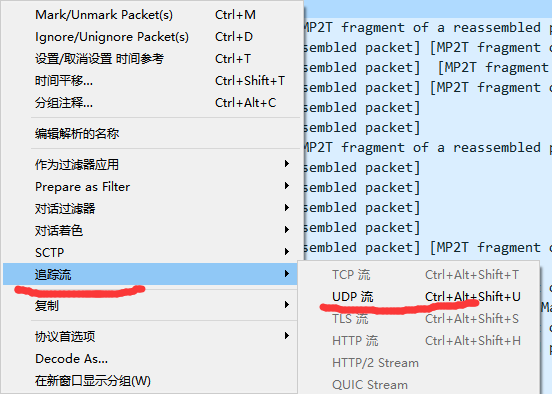 Mark/Unmark Packet(s) Ctrl+M
Ignore/Unignore Packet(s) Ctrl+D
设置/取消设置 时间参考 Ctrl+T
时间平移... Ctrl+Shift+T
分组注释... Ctrl+Alt+C
编辑解析的名称
作为过滤器应用
Prepare as Filter
对话过滤器
对话着色
SCTP
追踪流
复制
协议首选项
Decode As...
在新窗口显示分组(W)
TCP 流 Ctrl+Alt+Shift+T
UDP 流 Ctrl+Alt+Shift+U
TLS 流 Ctrl+Alt+Shift+S
HTTP 流 Ctrl+Alt+Shift+H
HTTP/2 Stream
QUIC Stream
MP2T fragment of a reassembled p
sembled packet] [MP2T fragment o
sembled packet] [MP2T fragment
sembled packet] [MP2T fragment o
sembled packet]
sembled packet]
MP2T fragment of a reassembled p
sembled packet]
sembled packet]
sembled packet]
sembled packet]
sembled packet] [MP2T fragment o